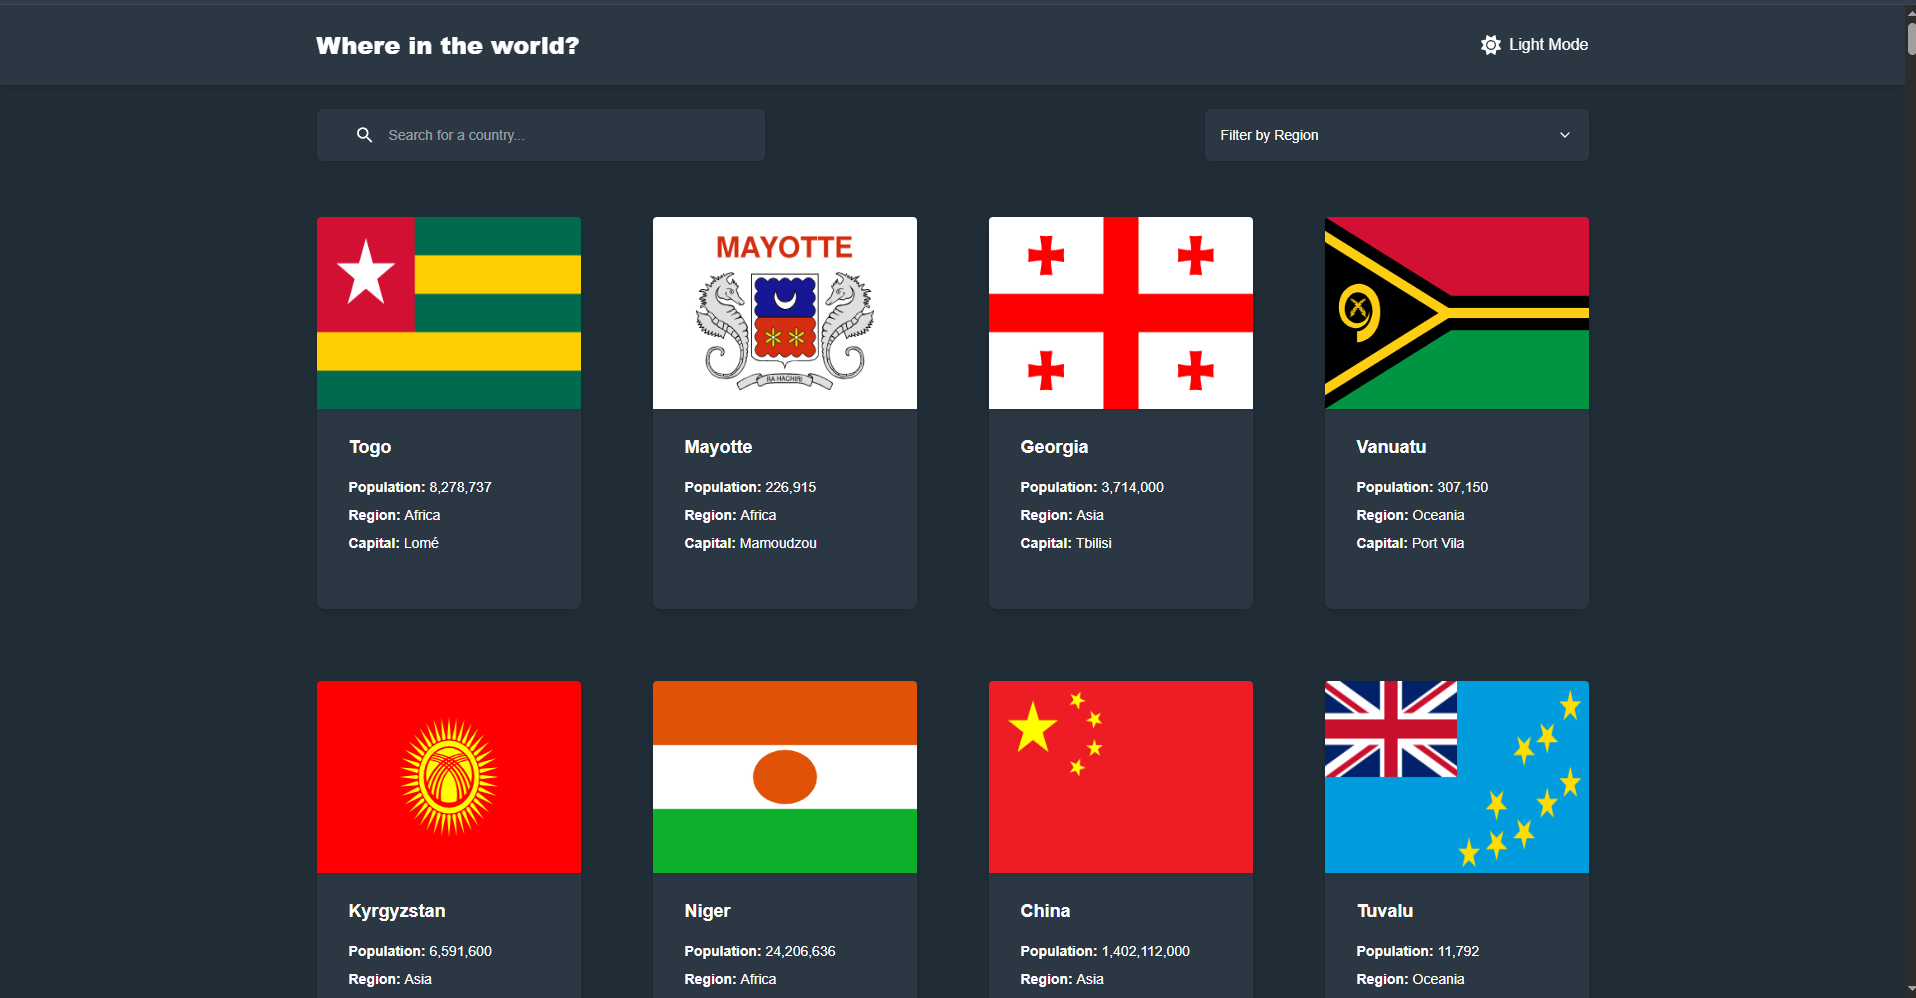 Where in the world?
Light Mode
Search for a country...
Filter by Region
MAYOTTE
RA HACHIRI
Togo
Population: 8,278,737
Region: Africa
Capital: Lomé
Mayotte
Population: 226,915
Region: Africa
Capital: Mamoudzou
Georgia
Population: 3,714,000
Region: Asia
Capital: Tbilisi
Vanuatu
Population: 307,150
Region: Oceania
Capital: Port Vila
Kyrgyzstan
Population: 6,591,600
Region: Asia
Niger
Population: 24,206,636
Region: Africa
China
Population: 1,402,112,000
Region: Asia
Tuvalu
Population: 11,792
Region: Oceania